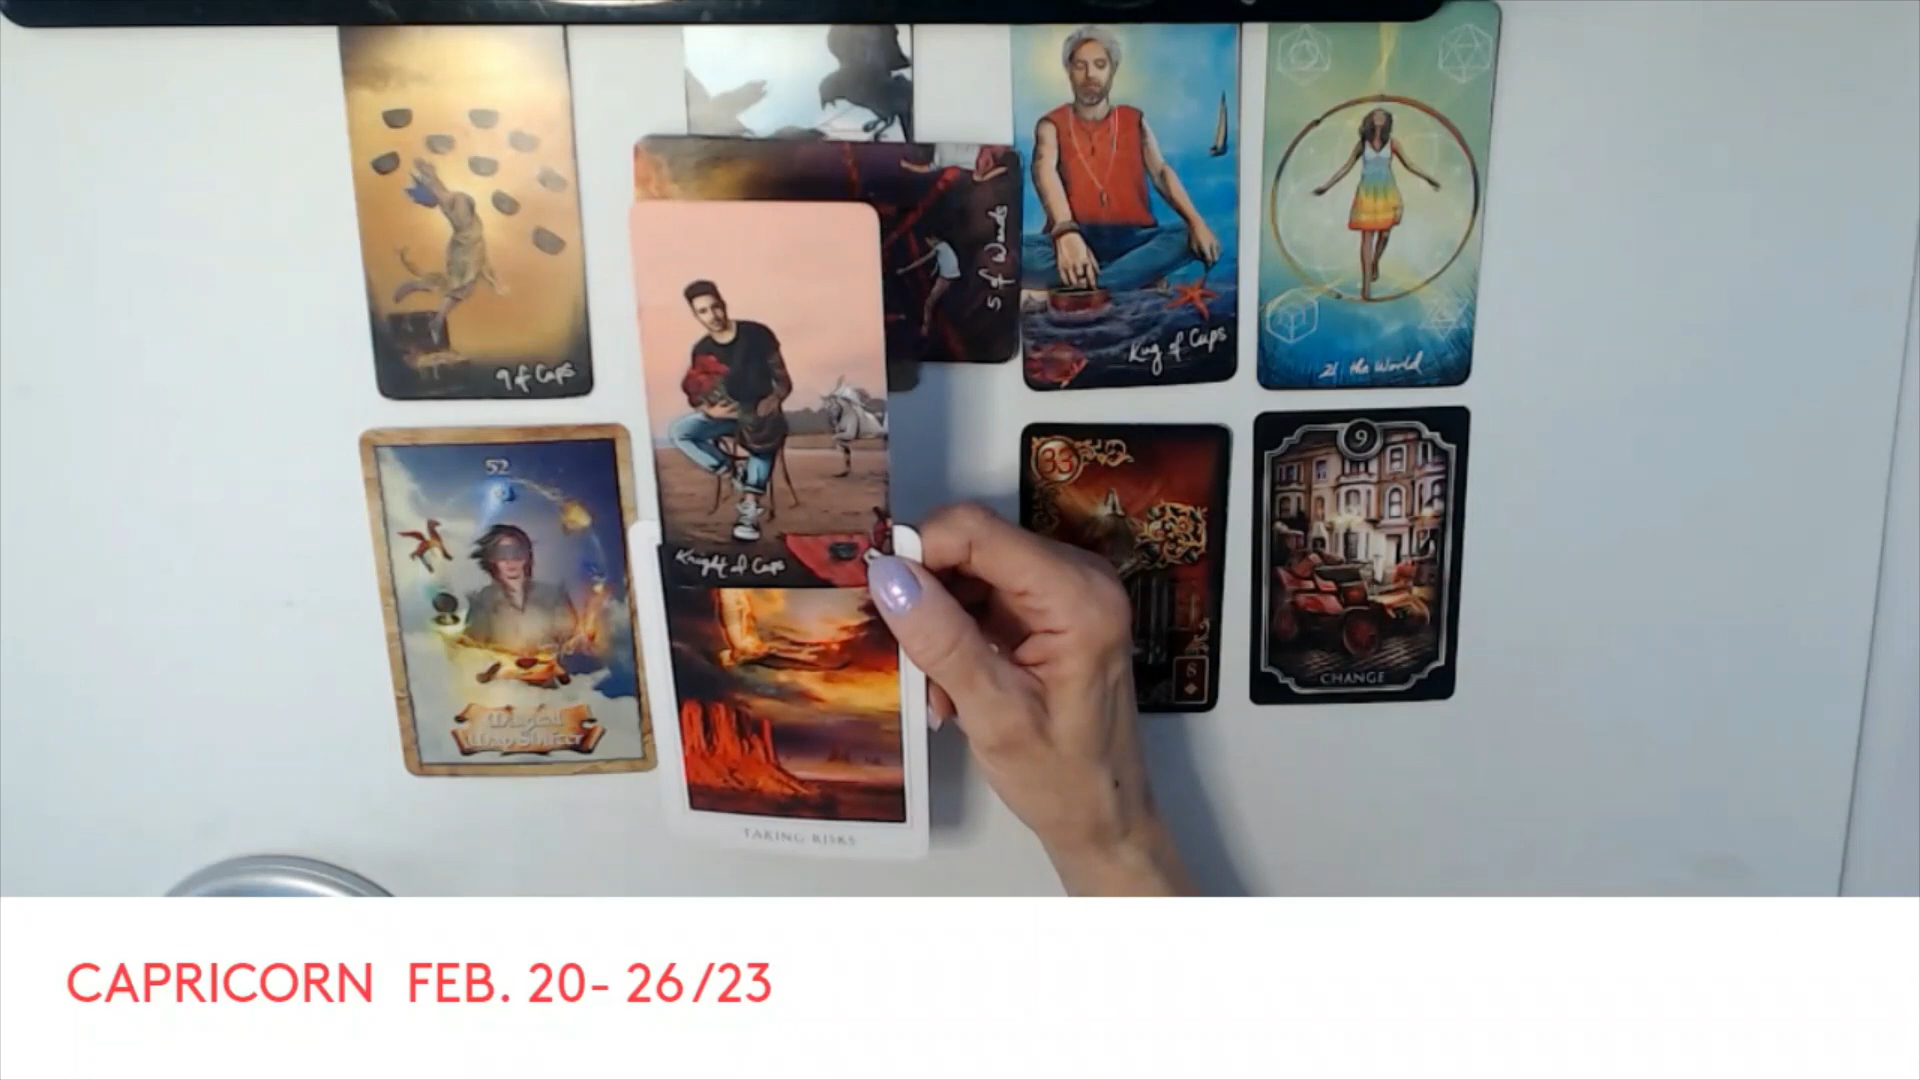 9 of Cups
5 of Wands
King of Cups
21 the World
52
Knight of Cups
33
8
9
CHANGE
TAKING RISKS
CAPRICORN FEB. 20- 26/23